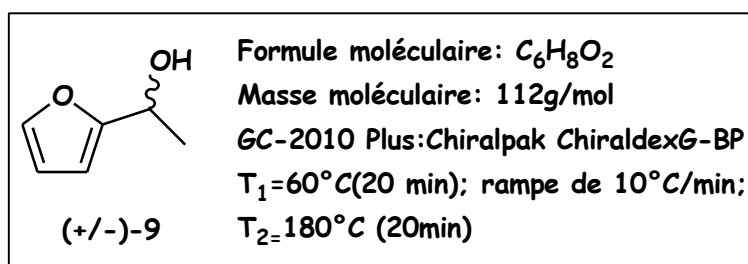 OH
O
Formule moléculaire: C₆H₈O₂
Masse moléculaire: 112g/mol
GC-2010 Plus:Chiralpak ChiraldexG-BP
T₁=60°C(20 min); rampe de 10°C/min;
T₂₌180°C (20min)
(+/-)-9